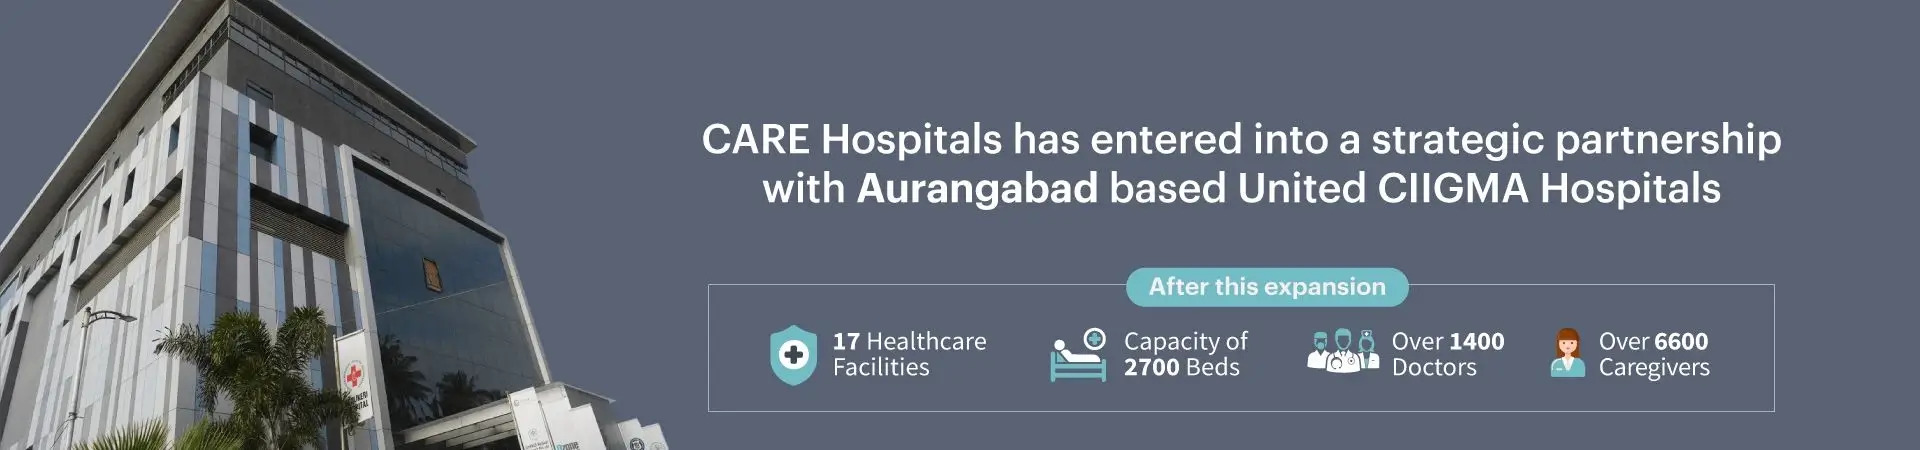 CARE Hospitals has entered into a strategic partnership
with Aurangabad based United CIIGMA Hospitals
After this expansion
17 Healthcare
Facilities
Capacity of
2700 Beds
Over 1400
Doctors
Over 6600
Caregivers